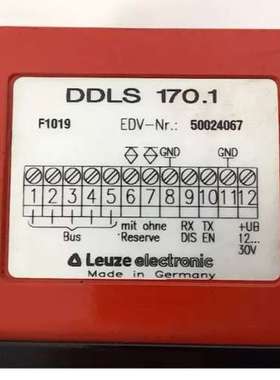 DDLS 170.1
F1019 EDV-Nr.: 50024067
GND GND
1 2 3 4 5 6 7 8 9 10 11 12
Bus mit ohne RX TX +UB
Reserve DIS EN 12...
30V
Leuze electronic
Made in Germany